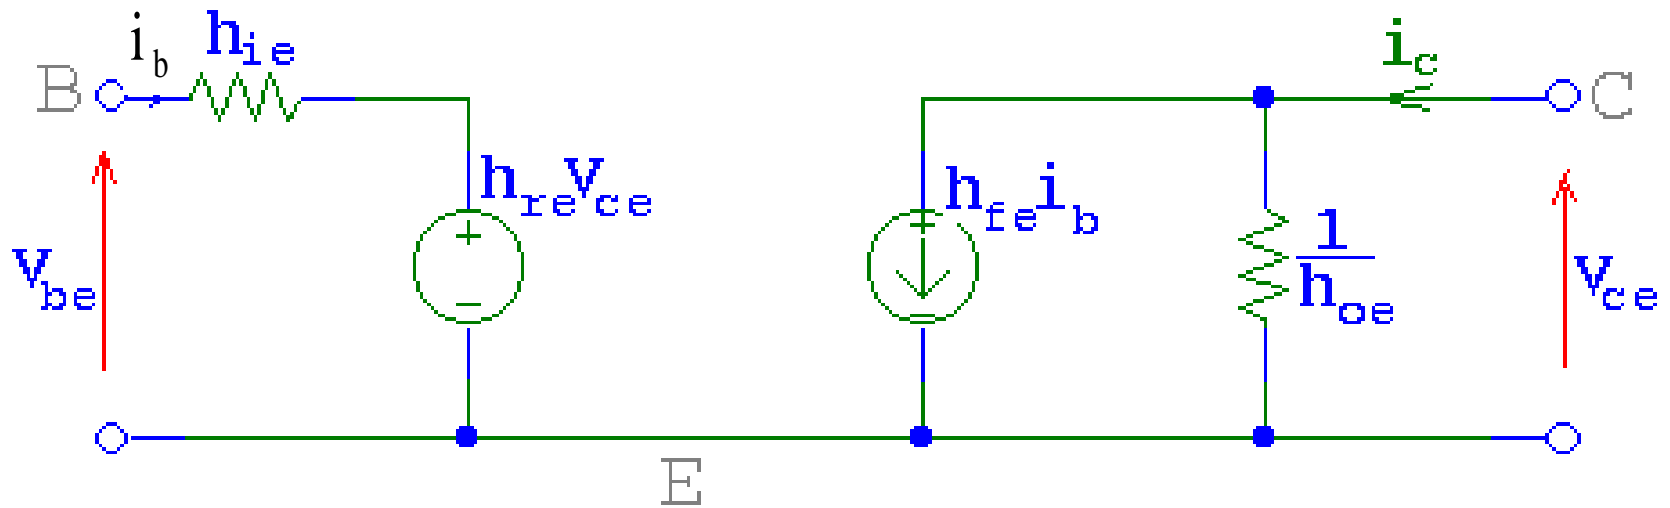 B
i_b
h_ie
i_c
C
v_be
h_re v_ce
+
−
h_fe i_b
1
h_oe
v_ce
E